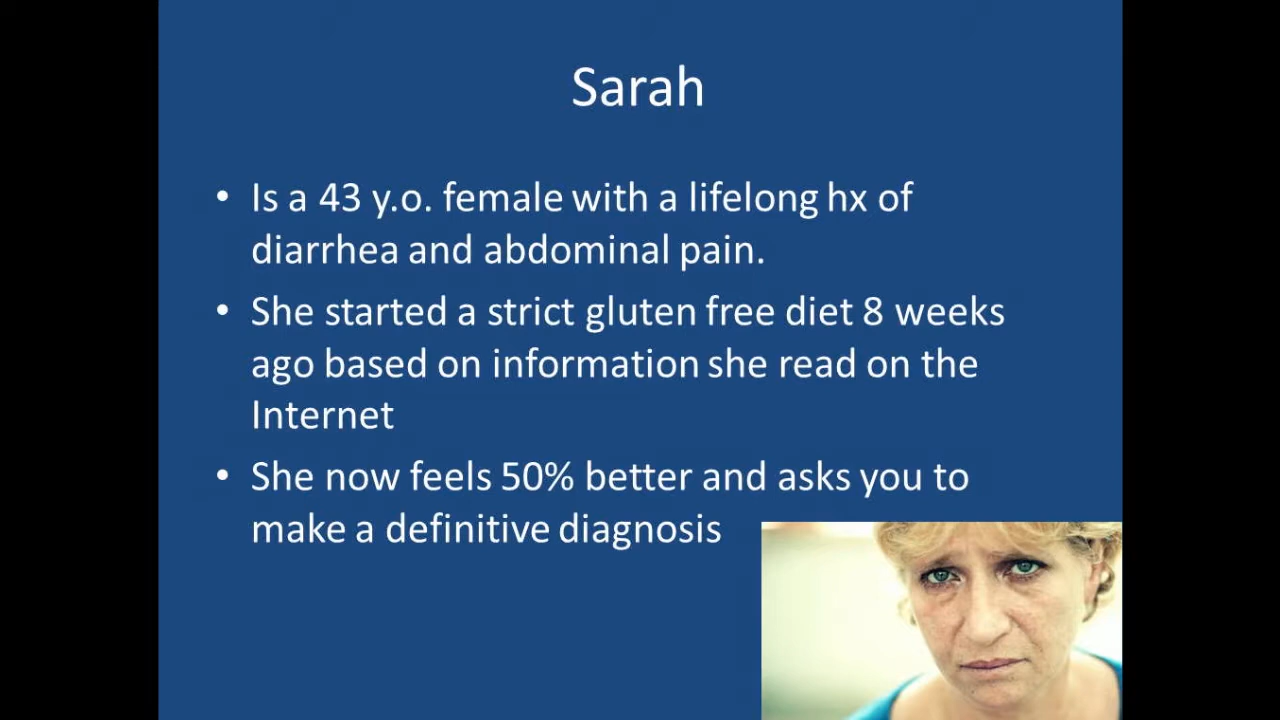 Sarah
• Is a 43 y.o. female with a lifelong hx of
diarrhea and abdominal pain.
• She started a strict gluten free diet 8 weeks
ago based on information she read on the
Internet
• She now feels 50% better and asks you to
make a definitive diagnosis